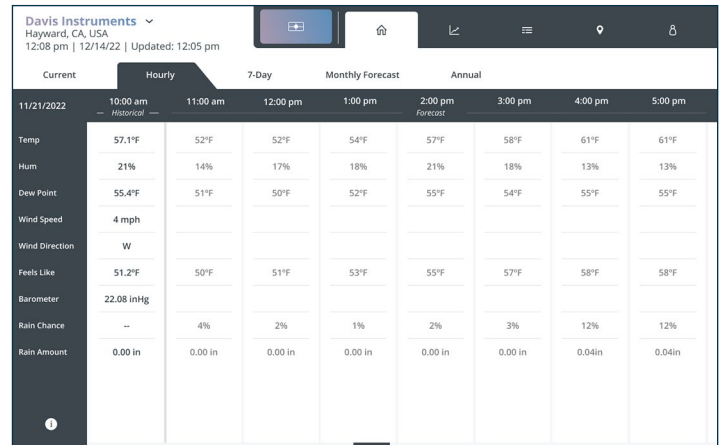 Davis Instruments
Hayward, CA, USA
12:08 pm | 12/14/22 | Updated: 12:05 pm
Current Hourly 7-Day Monthly Forecast Annual
11/21/2022 10:00 am 11:00 am 12:00 pm 1:00 pm 2:00 pm 3:00 pm 4:00 pm 5:00 pm
Historical Forecast
Temp 57.1°F 52°F 52°F 54°F 57°F 58°F 61°F 61°F
Hum 21% 14% 17% 18% 21% 18% 13% 13%
Dew Point 55.4°F 51°F 50°F 52°F 55°F 54°F 55°F 55°F
Wind Speed 4 mph
Wind Direction W
Feels Like 51.2°F 50°F 51°F 53°F 55°F 57°F 58°F 58°F
Barometer 22.08 inHg
Rain Chance -- 4% 2% 1% 2% 3% 12% 12%
Rain Amount 0.00 in 0.00 in 0.00 in 0.00 in 0.00 in 0.00 in 0.04in 0.04in
i